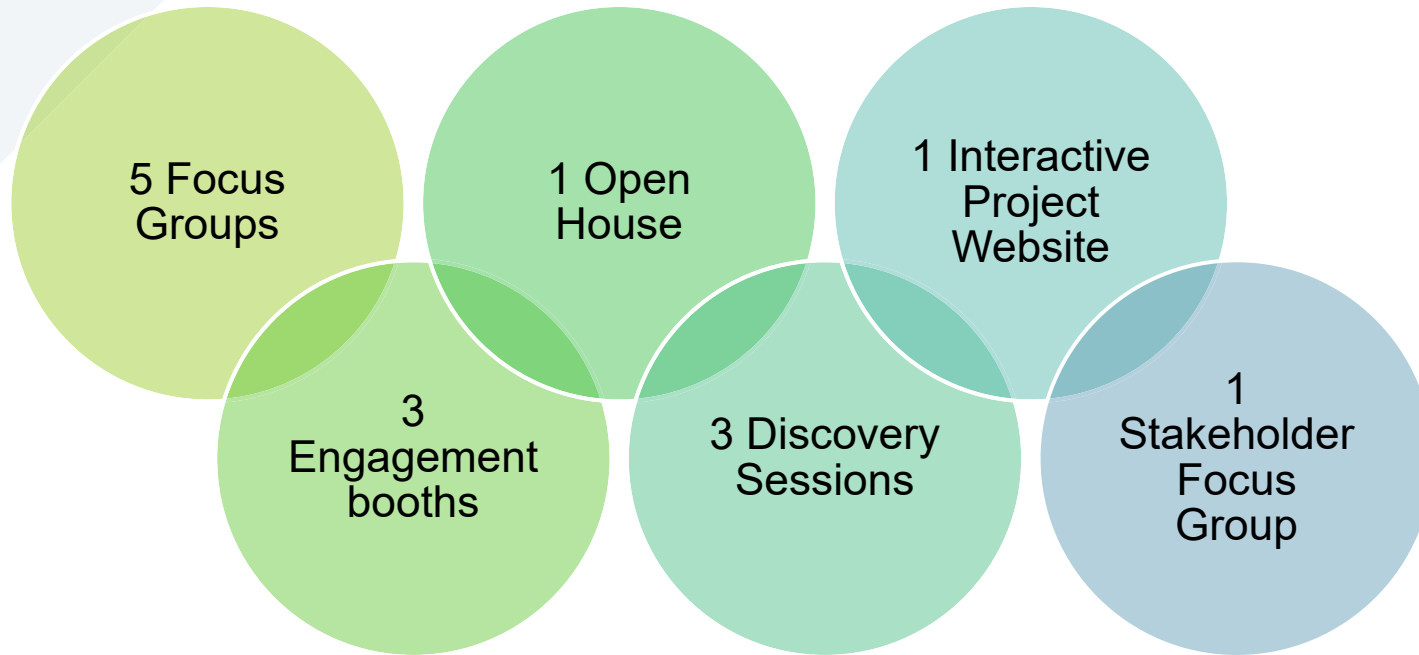 5 Focus
Groups
3
Engagement
booths
1 Open
House
3 Discovery
Sessions
1 Interactive
Project
Website
1
Stakeholder
Focus
Group